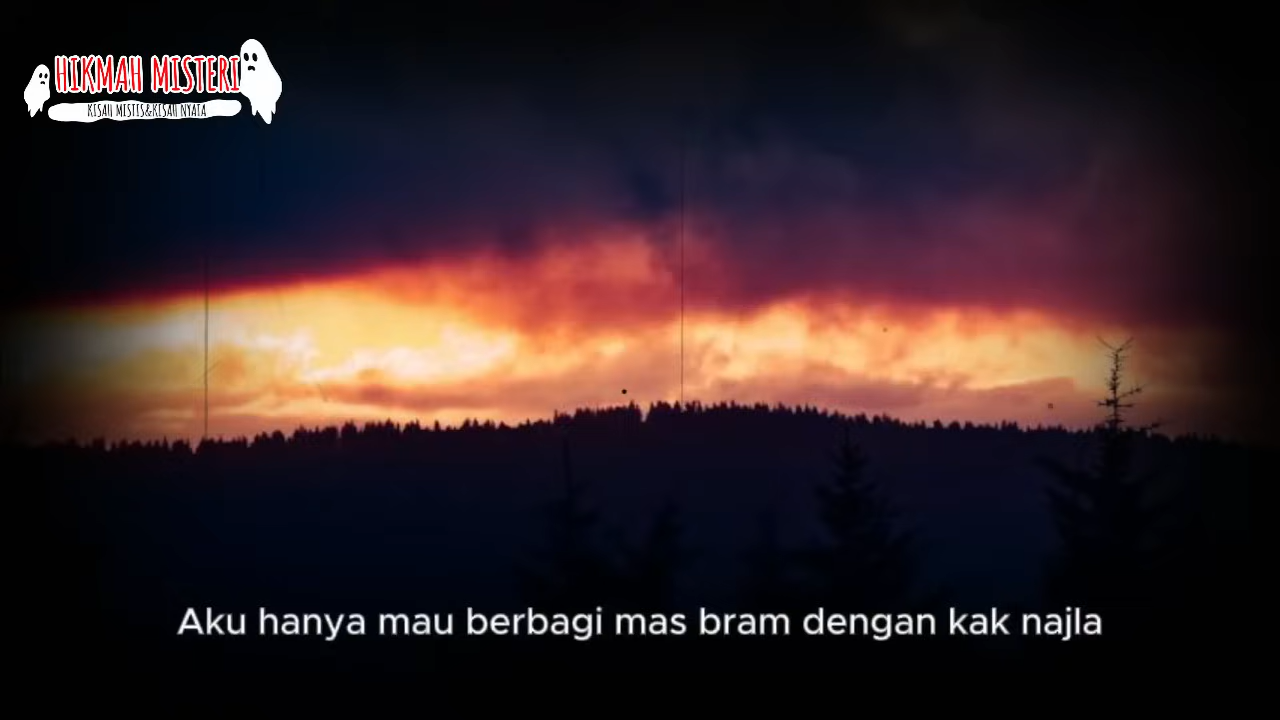 HIKMAH MISTERI
KISAH MISTIS&KISAH NYATA
Aku hanya mau berbagi mas bram dengan kak najla